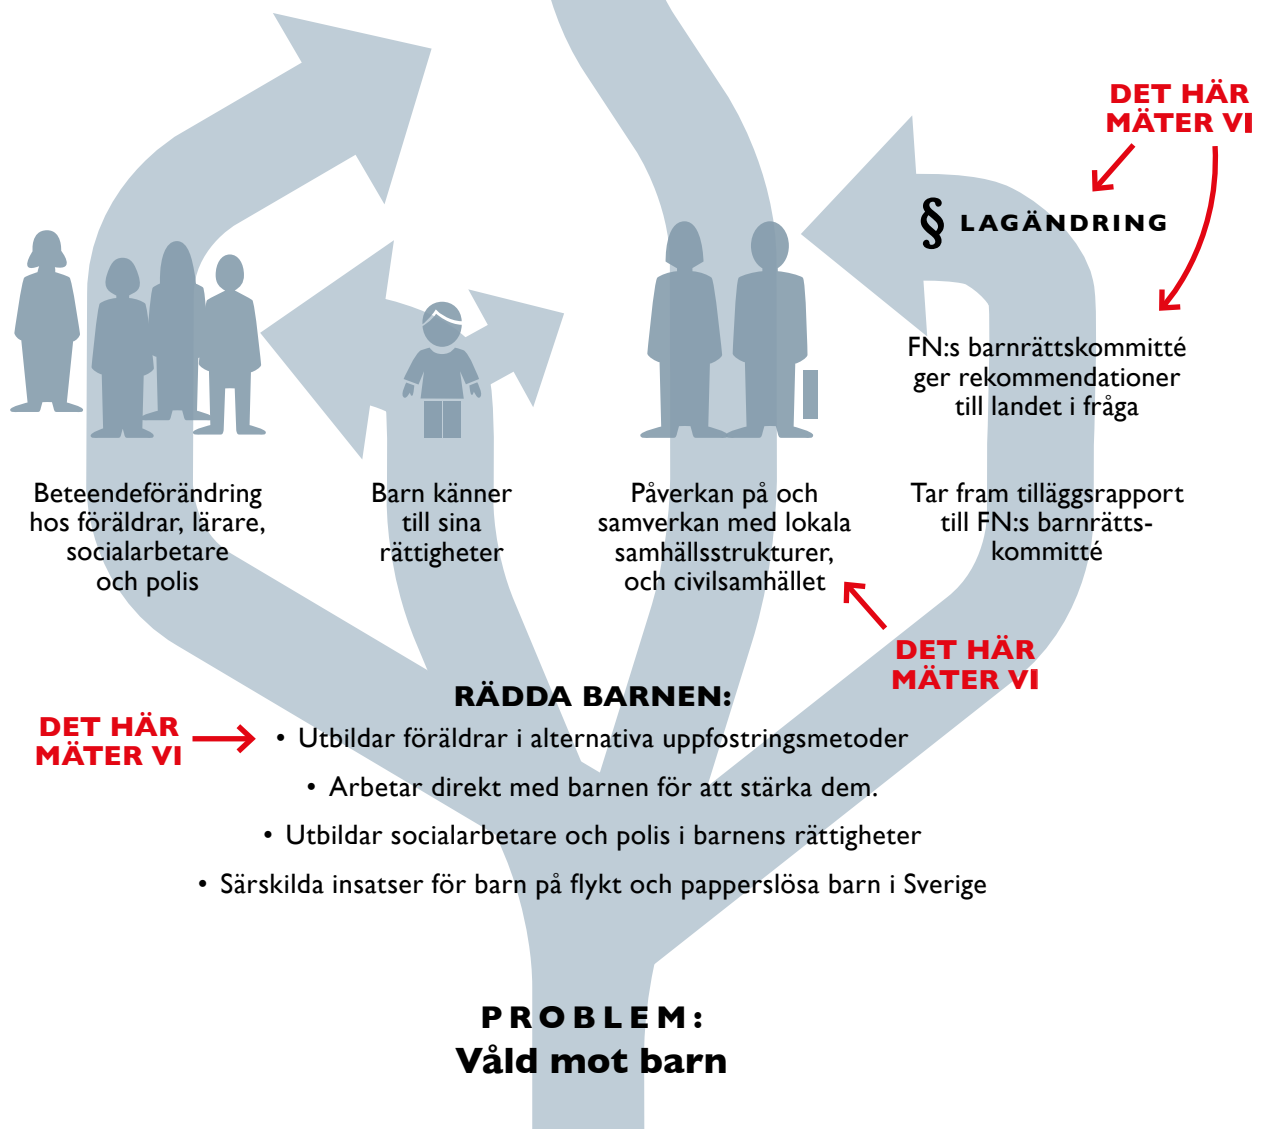 DET HÄR
MÄTER VI
§ LAGÄNDRING
FN:s barnrättskommitté
ger rekommendationer
till landet i fråga
Beteendeförändring
hos föräldrar, lärare,
socialarbetare
och polis
Barn känner
till sina
rättigheter
Påverkan på och
samverkan med lokala
samhällsstrukturer,
och civilsamhället
Tar fram tilläggsrapport
till FN:s barnrätts-
kommitté
DET HÄR
MÄTER VI
RÄDDA BARNEN:
DET HÄR
MÄTER VI
• Utbildar föräldrar i alternativa uppfostringsmetoder
• Arbetar direkt med barnen för att stärka dem.
• Utbildar socialarbetare och polis i barnens rättigheter
• Särskilda insatser för barn på flykt och papperslösa barn i Sverige
PROBLEM:
Våld mot barn